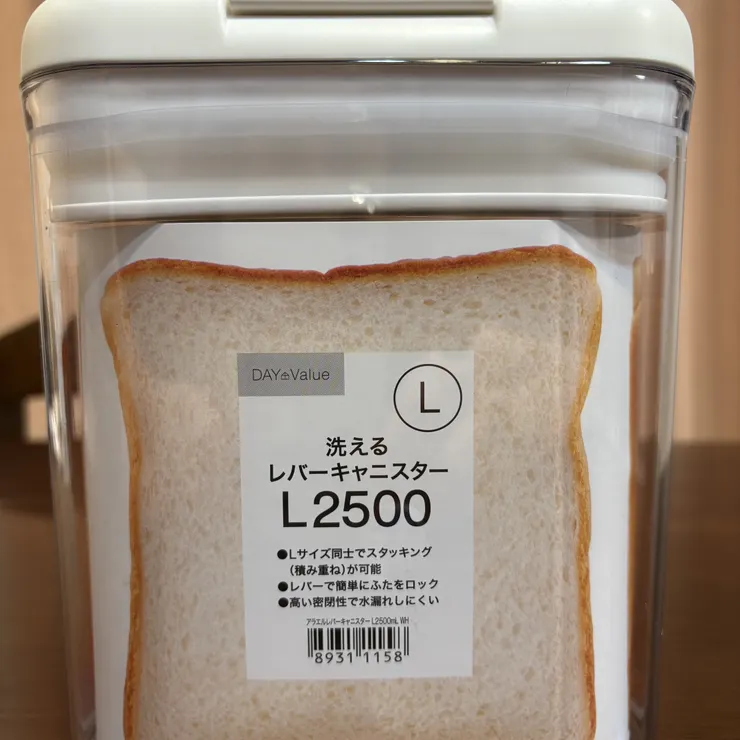 DAY Value
L
洗える
レバーキャニスター
L2500
●Lサイズ同士でスタッキング
(積み重ね)が可能
●レバーで簡単にふたをロック
●高い密閉性で水漏れしにくい
アラエルレバーキャニスター L2500mL WH
8931 1158